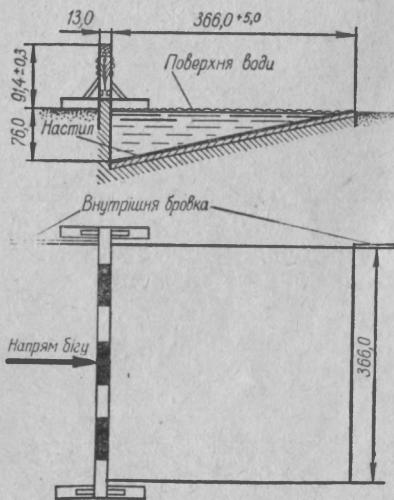 13,0
366,0 +5,0
91,4±0,3
Поверхня води
76,0
Настил
Внутрішня бровка
Напрям бігу
366,0